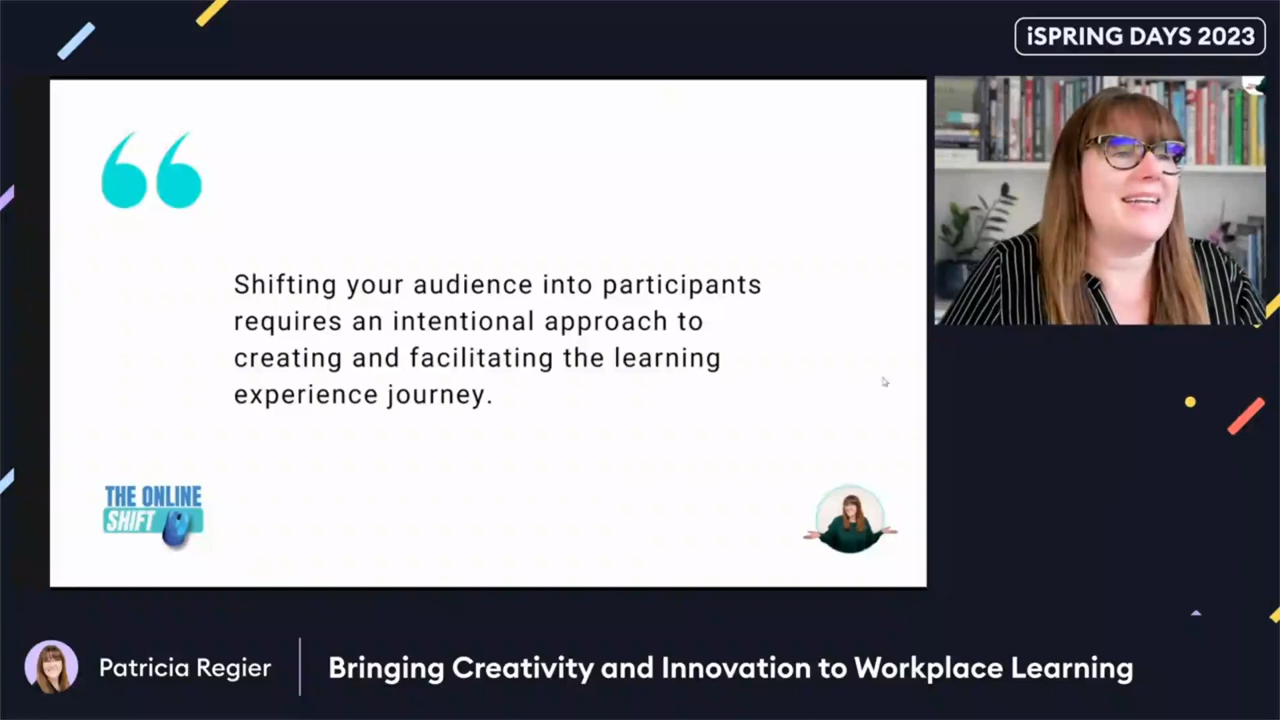 iSPRING DAYS 2023
Shifting your audience into participants
requires an intentional approach to
creating and facilitating the learning
experience journey.
THE ONLINE
SHIFT
Patricia Regier
Bringing Creativity and Innovation to Workplace Learning